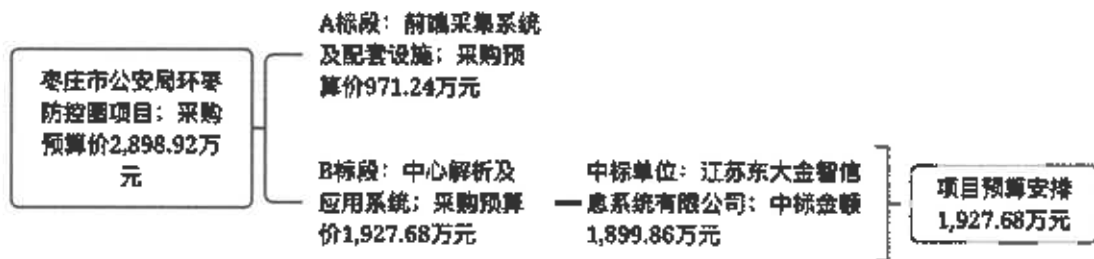 枣庄市公安局环枣
防控圈项目；采购
预算价2,898.92万
元
A标段：前端采集系统
及配套设施；采购预
算价971.24万元
B标段：中心解析及
应用系统；采购预算
价1,927.68万元
中标单位：江苏东大金智信
息系统有限公司；中标金额
1,899.86万元
项目预算安排
1,927.68万元